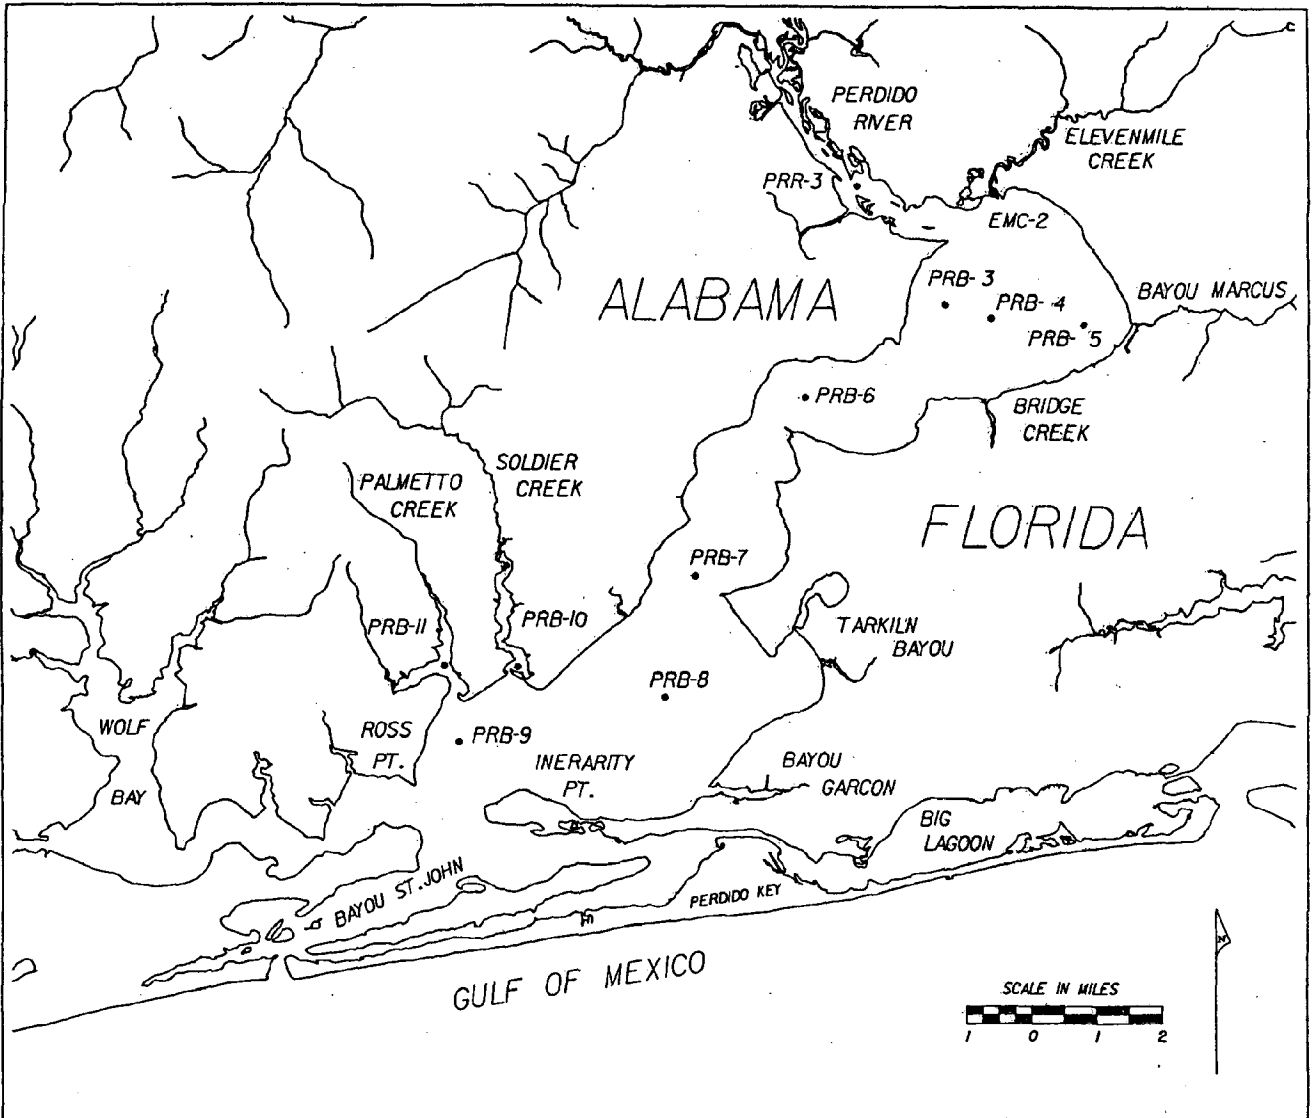 PERDIDO
RIVER
ELEVENMILE
CREEK
PRR-3
EMC-2
ALABAMA
PRB-3
PRB-4
PRB-5
BAYOU MARCUS
PRB-6
BRIDGE
CREEK
SOLDIER
CREEK
PALMETTO
CREEK
FLORIDA
PRB-7
PRB-11
PRB-10
TARKILN
BAYOU
PRB-8
WOLF
BAY
ROSS
PT.
PRB-9
INERARITY
PT.
BAYOU
GARCON
BIG
LAGOON
BAYOU ST. JOHN
PERDIDO KEY
GULF OF MEXICO
N
SCALE IN MILES
1 0 1 2